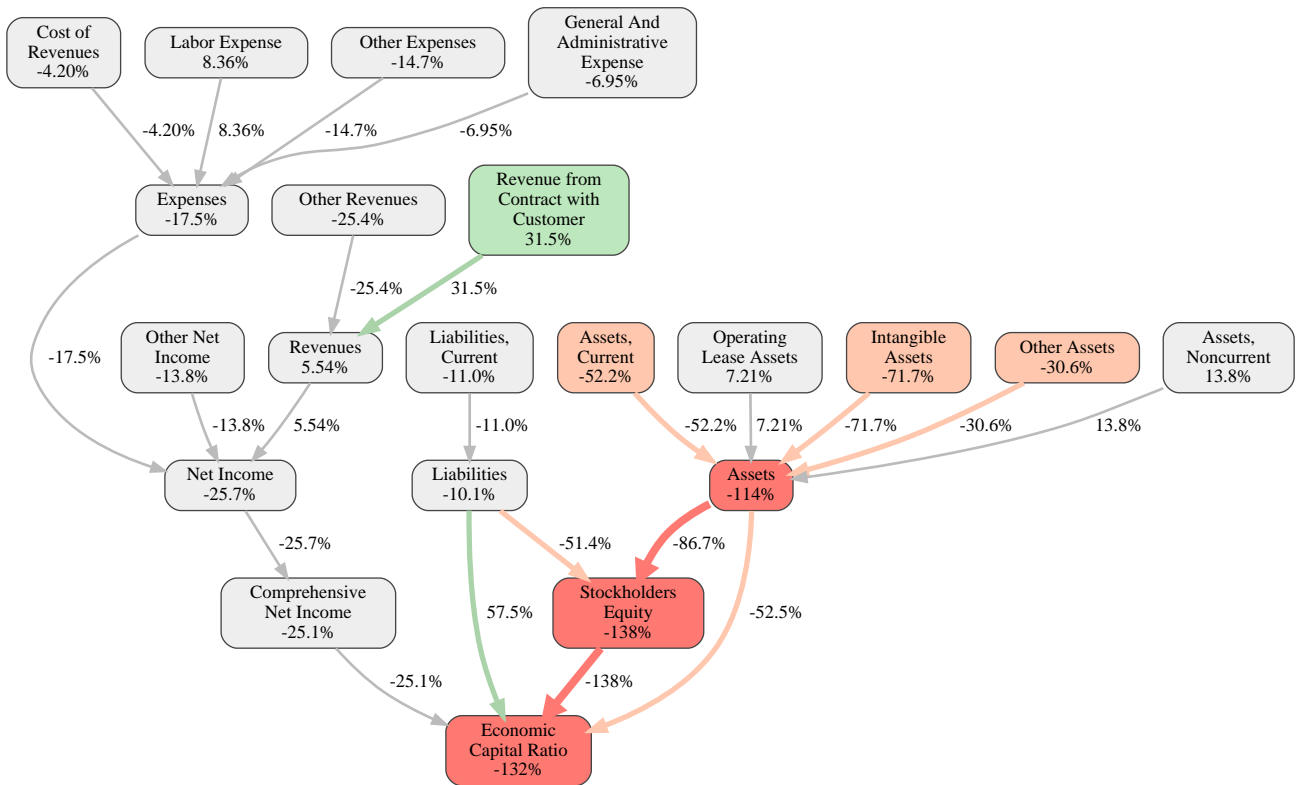 Cost of
Revenues
-4.20%
Labor Expense
8.36%
Other Expenses
-14.7%
General And
Administrative
Expense
-6.95%
-4.20%
8.36%
-14.7%
-6.95%
Expenses
-17.5%
Other Revenues
-25.4%
Revenue from
Contract with
Customer
31.5%
-25.4%
31.5%
-17.5%
Other Net
Income
-13.8%
Revenues
5.54%
Liabilities,
Current
-11.0%
Assets,
Current
-52.2%
Operating
Lease Assets
7.21%
Intangible
Assets
-71.7%
Other Assets
-30.6%
Assets,
Noncurrent
13.8%
-13.8%
5.54%
-11.0%
-52.2%
7.21%
-71.7%
-30.6%
13.8%
Net Income
-25.7%
Liabilities
-10.1%
Assets
-114%
-25.7%
-51.4%
-86.7%
Comprehensive
Net Income
-25.1%
57.5%
Stockholders
Equity
-138%
-52.5%
-25.1%
-138%
Economic
Capital Ratio
-132%